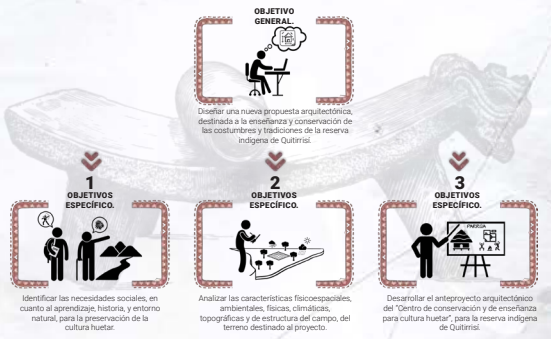 OBJETIVO
GENERAL.
Diseñar una nueva propuesta arquitectónica,
destinada a la enseñanza y conservación de
las costumbres y tradiciones de la reserva
indígena de Quitirrisí.
1
OBJETIVOS
ESPECÍFICO.
Identificar las necesidades sociales, en
cuanto al aprendizaje, historia, y entorno
natural, para la preservación de la
cultura huetar.
2
OBJETIVOS
ESPECÍFICO.
Analizar las características físicoespaciales,
ambientales, físicas, climáticas,
topográficas y de estructura del campo, del
terreno destinado al proyecto.
3
OBJETIVOS
ESPECÍFICO.
Desarrollar el anteproyecto arquitectónico
del "Centro de conservación y de enseñanza
para cultura huetar", para la reserva indígena
de Quitirrisí.